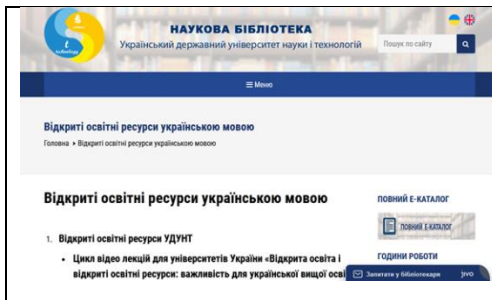 НАУКОВА БІБЛІОТЕКА
Український державний університет науки і технологій
Пошук по сайту
☰ Меню
Відкриті освітні ресурси українською мовою
Головна ▸ Відкриті освітні ресурси українською мовою
Відкриті освітні ресурси українською мовою
1. Відкриті освітні ресурси УДУНТ
• Цикл відео лекцій для університетів України «Відкрита освіта і
відкриті освітні ресурси: важливість для української вищої осві
ПОВНИЙ Е-КАТАЛОГ
ПОВНИЙ Е-КАТАЛОГ
ГОДИНИ РОБОТИ
Запитати у бібліотекаря jivo